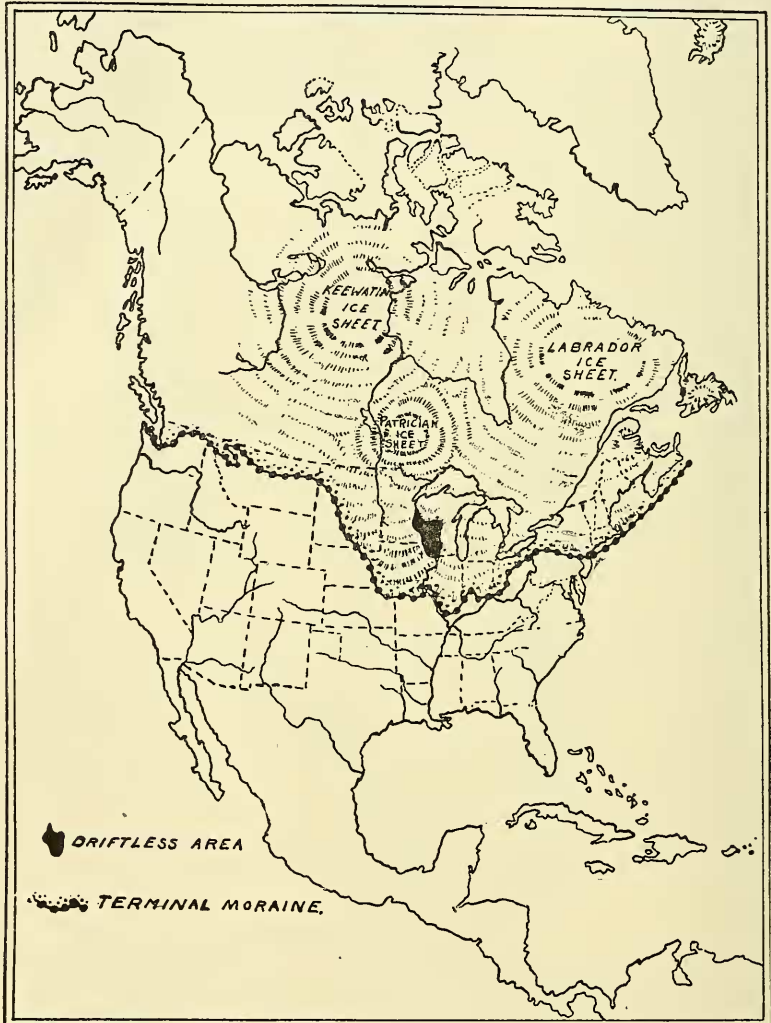 KEEWATIN
ICE
SHEET
LABRADOR
ICE
SHEET.
PATRICIAN
ICE
SHEET
DRIFTLESS AREA
TERMINAL MORAINE.